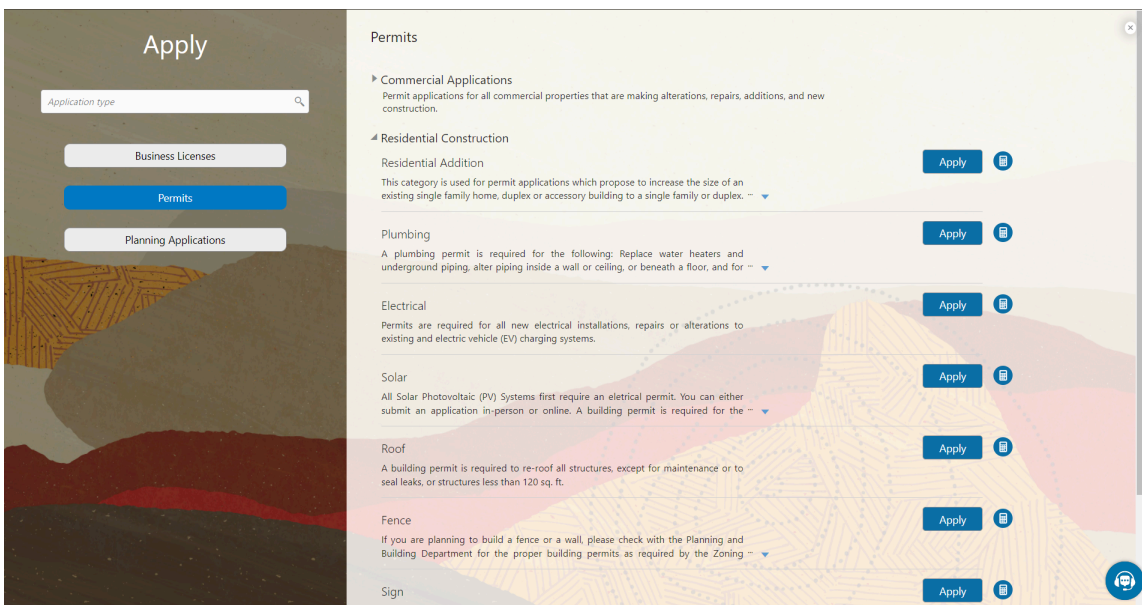 Apply
Application type
Business Licenses
Permits
Planning Applications
Permits
Commercial Applications
Permit applications for all commercial properties that are making alterations, repairs, additions, and new
construction.
Residential Construction
Residential Addition
Apply
This category is used for permit applications which propose to increase the size of an
existing single family home, duplex or accessory building to a single family or duplex. ...
Plumbing
Apply
A plumbing permit is required for the following: Replace water heaters and
underground piping, alter piping inside a wall or ceiling, or beneath a floor, and for ...
Electrical
Apply
Permits are required for all new electrical installations, repairs or alterations to
existing and electric vehicle (EV) charging systems.
Solar
Apply
All Solar Photovoltaic (PV) Systems first require an eletrical permit. You can either
submit an application in-person or online. A building permit is required for the ...
Roof
Apply
A building permit is required to re-roof all structures, except for maintenance or to
seal leaks, or structures less than 120 sq. ft.
Fence
Apply
If you are planning to build a fence or a wall, please check with the Planning and
Building Department for the proper building permits as required by the Zoning ...
Sign
Apply